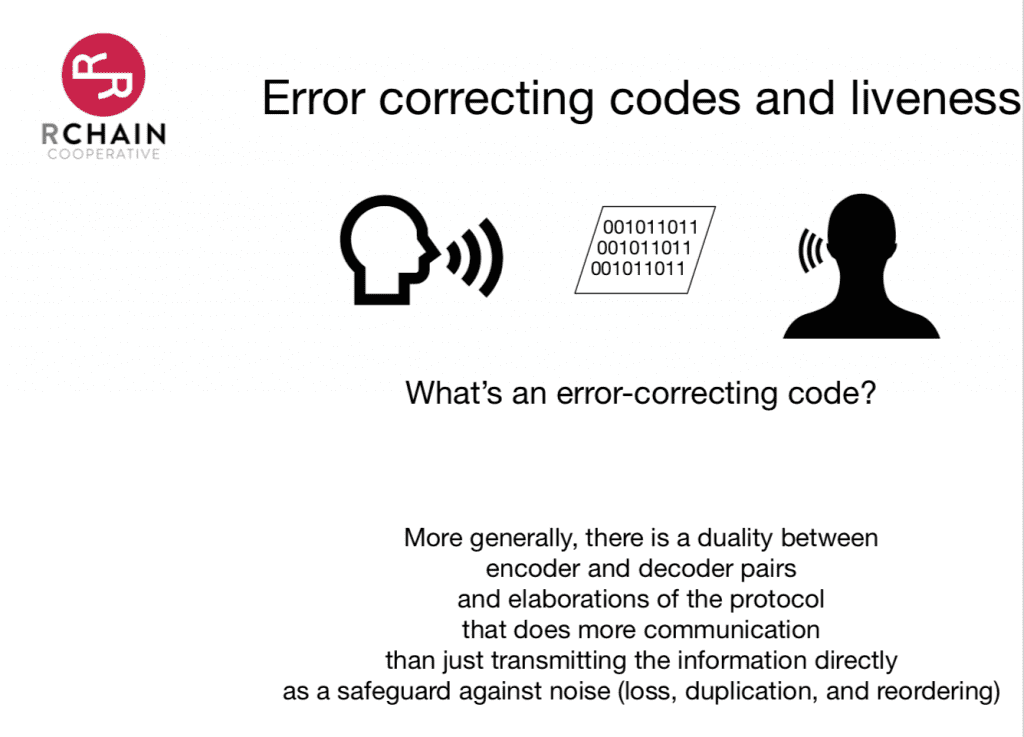 RCHAIN
COOPERATIVE
Error correcting codes and liveness
001011011
001011011
001011011
What’s an error-correcting code?
More generally, there is a duality between
encoder and decoder pairs
and elaborations of the protocol
that does more communication
than just transmitting the information directly
as a safeguard against noise (loss, duplication, and reordering)